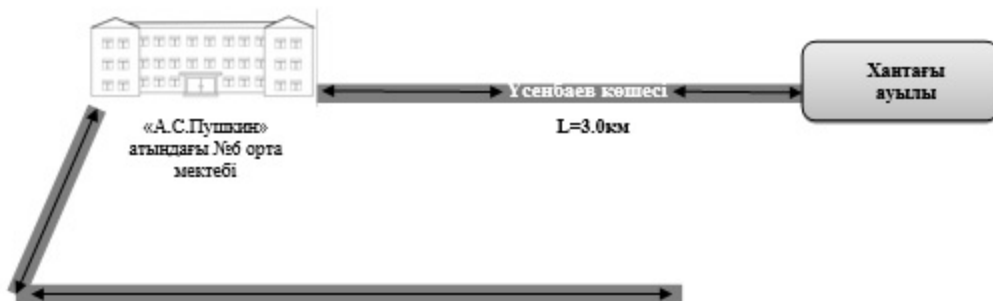 Үсенбаев көшесі
Хантағы
ауылы
L=3.0км
«А.С.Пушкин»
атындағы №6 орта
мектебі